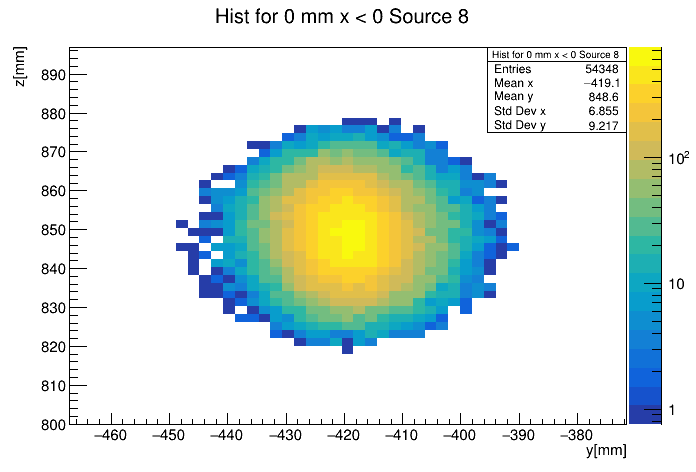 Hist for 0 mm x < 0 Source 8
z[mm]
Hist for 0 mm x < 0 Source 8
Entries 54348
Mean x −419.1
Mean y 848.6
Std Dev x 6.855
Std Dev y 9.217
890
880
870
860
850
840
830
820
810
800
10²
10
1
−460 −450 −440 −430 −420 −410 −400 −390 −380
y[mm]